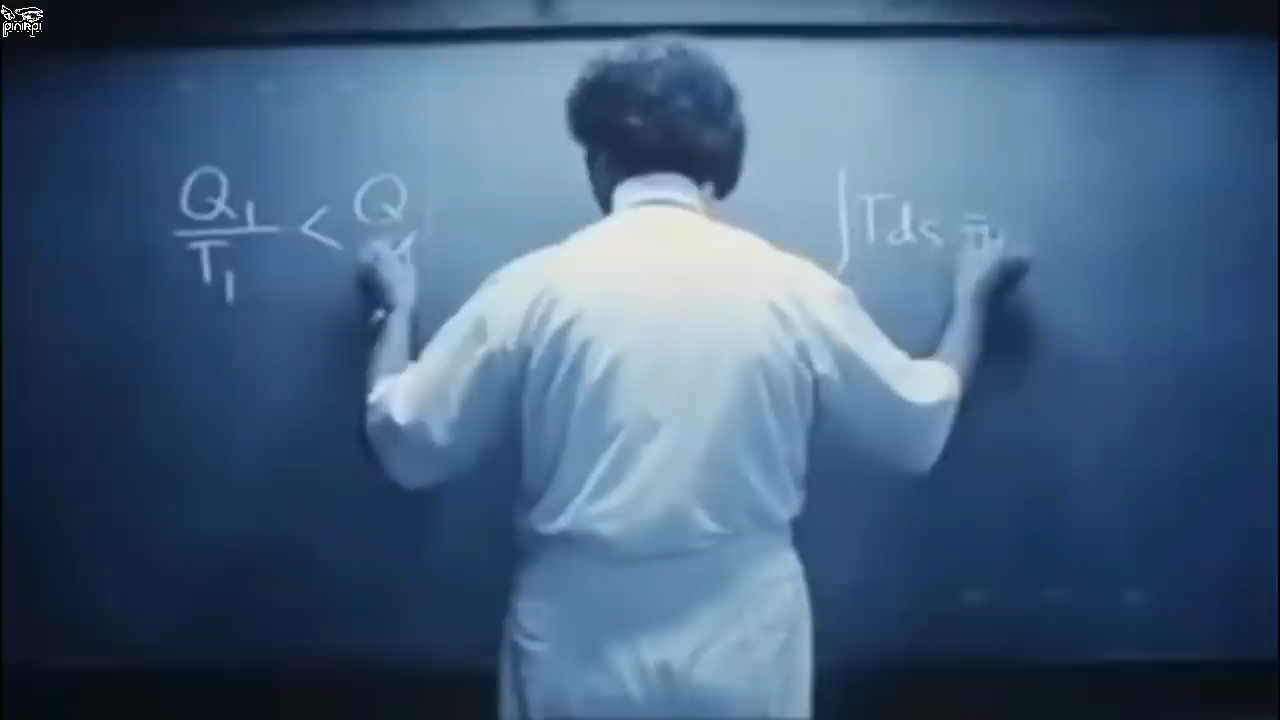 Q₁/T₁ < Q
∫Tds =